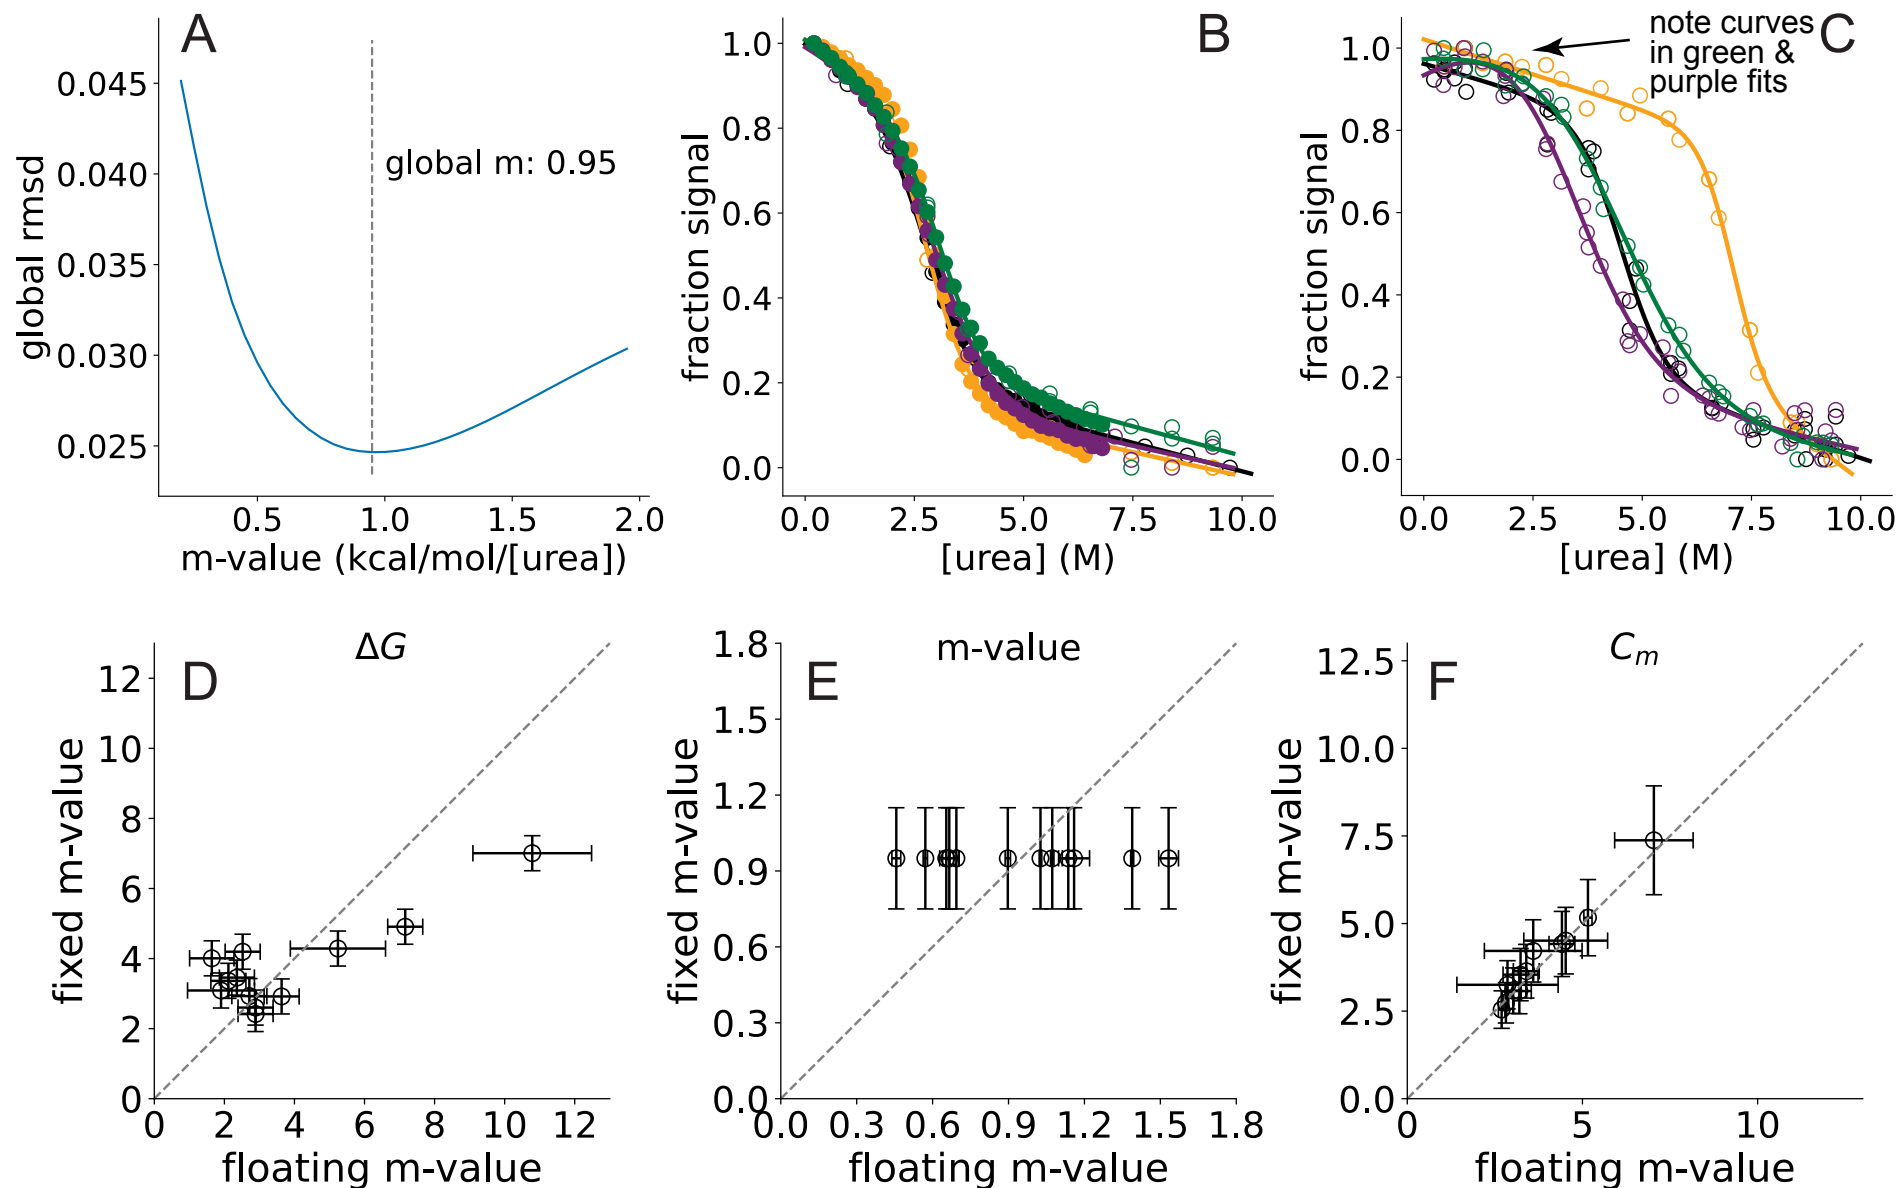 A
global m: 0.95
global rmsd
0.045
0.040
0.035
0.030
0.025
0.5
1.0
1.5
2.0
m-value (kcal/mol/[urea])
B
fraction signal
1.0
0.8
0.6
0.4
0.2
0.0
0.0
2.5
5.0
7.5
10.0
[urea] (M)
C
note curves
in green &
purple fits
fraction signal
1.0
0.8
0.6
0.4
0.2
0.0
0.0
2.5
5.0
7.5
10.0
[urea] (M)
ΔG
D
fixed m-value
12
10
8
6
4
2
0
0
2
4
6
8
10
12
floating m-value
m-value
E
fixed m-value
1.8
1.5
1.2
0.9
0.6
0.3
0.0
0.0
0.3
0.6
0.9
1.2
1.5
1.8
floating m-value
Cm
F
fixed m-value
12.5
10.0
7.5
5.0
2.5
0.0
0
5
10
floating m-value